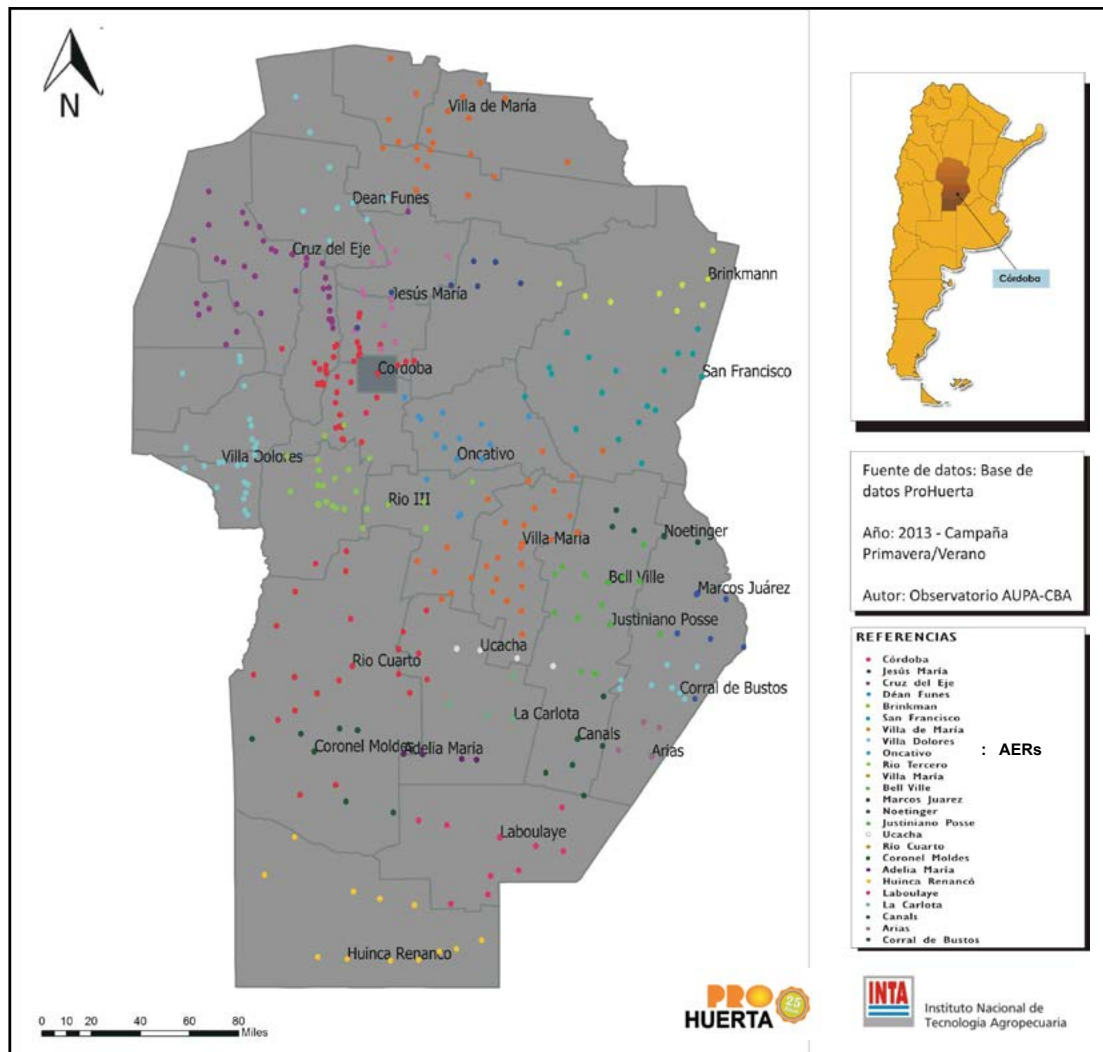 N
Villa de María
Dean Funes
Cruz del Eje
Brinkmann
Jesús María
Córdoba
San Francisco
Villa Dolores
Oncativo
Rio III
Villa Maria
Noetinger
Bell Ville
Marcos Juárez
Justiniano Posse
Ucacha
Rio Cuarto
Corral de Bustos
La Carlota
Canals
Coronel Moldes
Adelia Maria
Arias
Laboulaye
Huinca Renanco
0 10 20 40 60 80
Miles
Córdoba
Fuente de datos: Base de
datos ProHuerta
Año: 2013 - Campaña
Primavera/Verano
Autor: Observatorio AUPA-CBA
REFERENCIAS
Córdoba
Jesús María
Cruz del Eje
Déan Funes
Brinkman
San Francisco
Villa de María
Villa Dolores
Oncativo
Rio Tercero
Villa María
Bell Ville
Marcos Juarez
Noetinger
Justiniano Posse
Ucacha
Río Cuarto
Coronel Moldes
Adelia María
Huinca Renancó
Laboulaye
La Carlota
Canals
Arias
Corral de Bustos
: AERs
PRO
HUERTA
25
INTA
Instituto Nacional de
Tecnología Agropecuaria